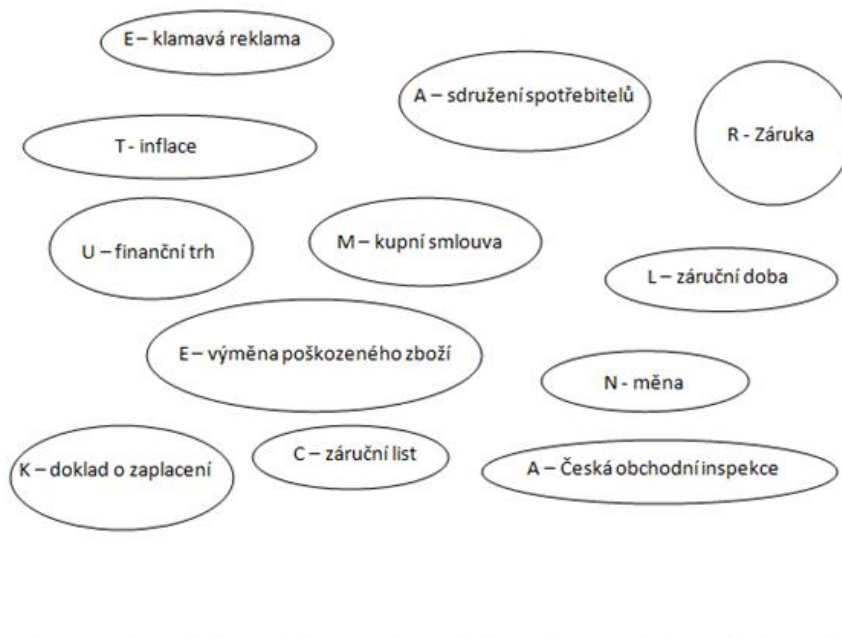 E – klamavá reklama
A – sdružení spotřebitelů
R - Záruka
T - inflace
U – finanční trh
M – kupní smlouva
L – záruční doba
E – výměna poškozeného zboží
N - měna
K – doklad o zaplacení
C – záruční list
A – Česká obchodní inspekce